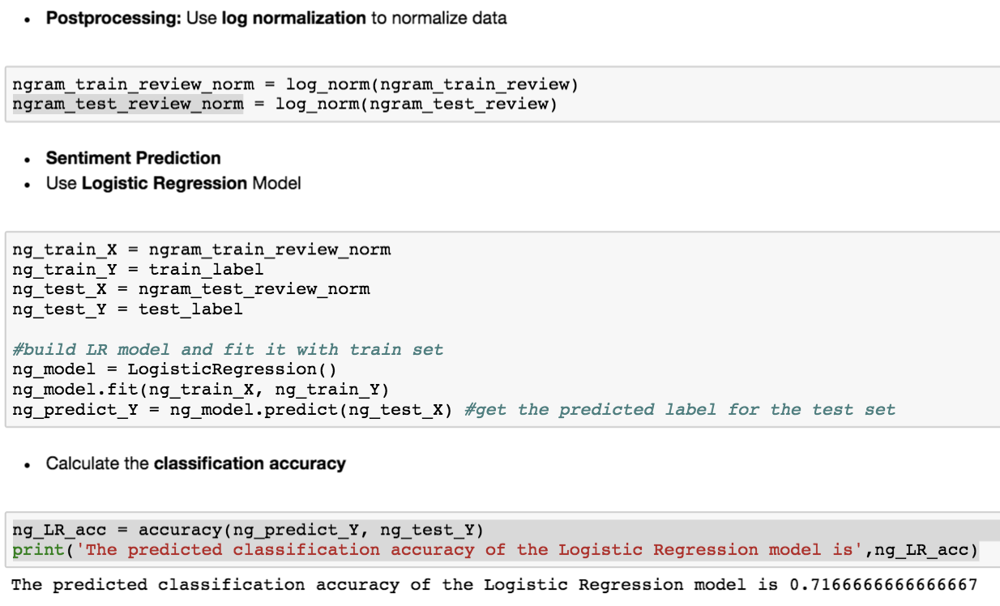 • Postprocessing: Use log normalization to normalize data
ngram_train_review_norm = log_norm(ngram_train_review)
ngram_test_review_norm = log_norm(ngram_test_review)
• Sentiment Prediction
• Use Logistic Regression Model
ng_train_X = ngram_train_review_norm
ng_train_Y = train_label
ng_test_X = ngram_test_review_norm
ng_test_Y = test_label
#build LR model and fit it with train set
ng_model = LogisticRegression()
ng_model.fit(ng_train_X, ng_train_Y)
ng_predict_Y = ng_model.predict(ng_test_X) #get the predicted label for the test set
• Calculate the classification accuracy
ng_LR_acc = accuracy(ng_predict_Y, ng_test_Y)
print('The predicted classification accuracy of the Logistic Regression model is',ng_LR_acc)
The predicted classification accuracy of the Logistic Regression model is 0.7166666666666667